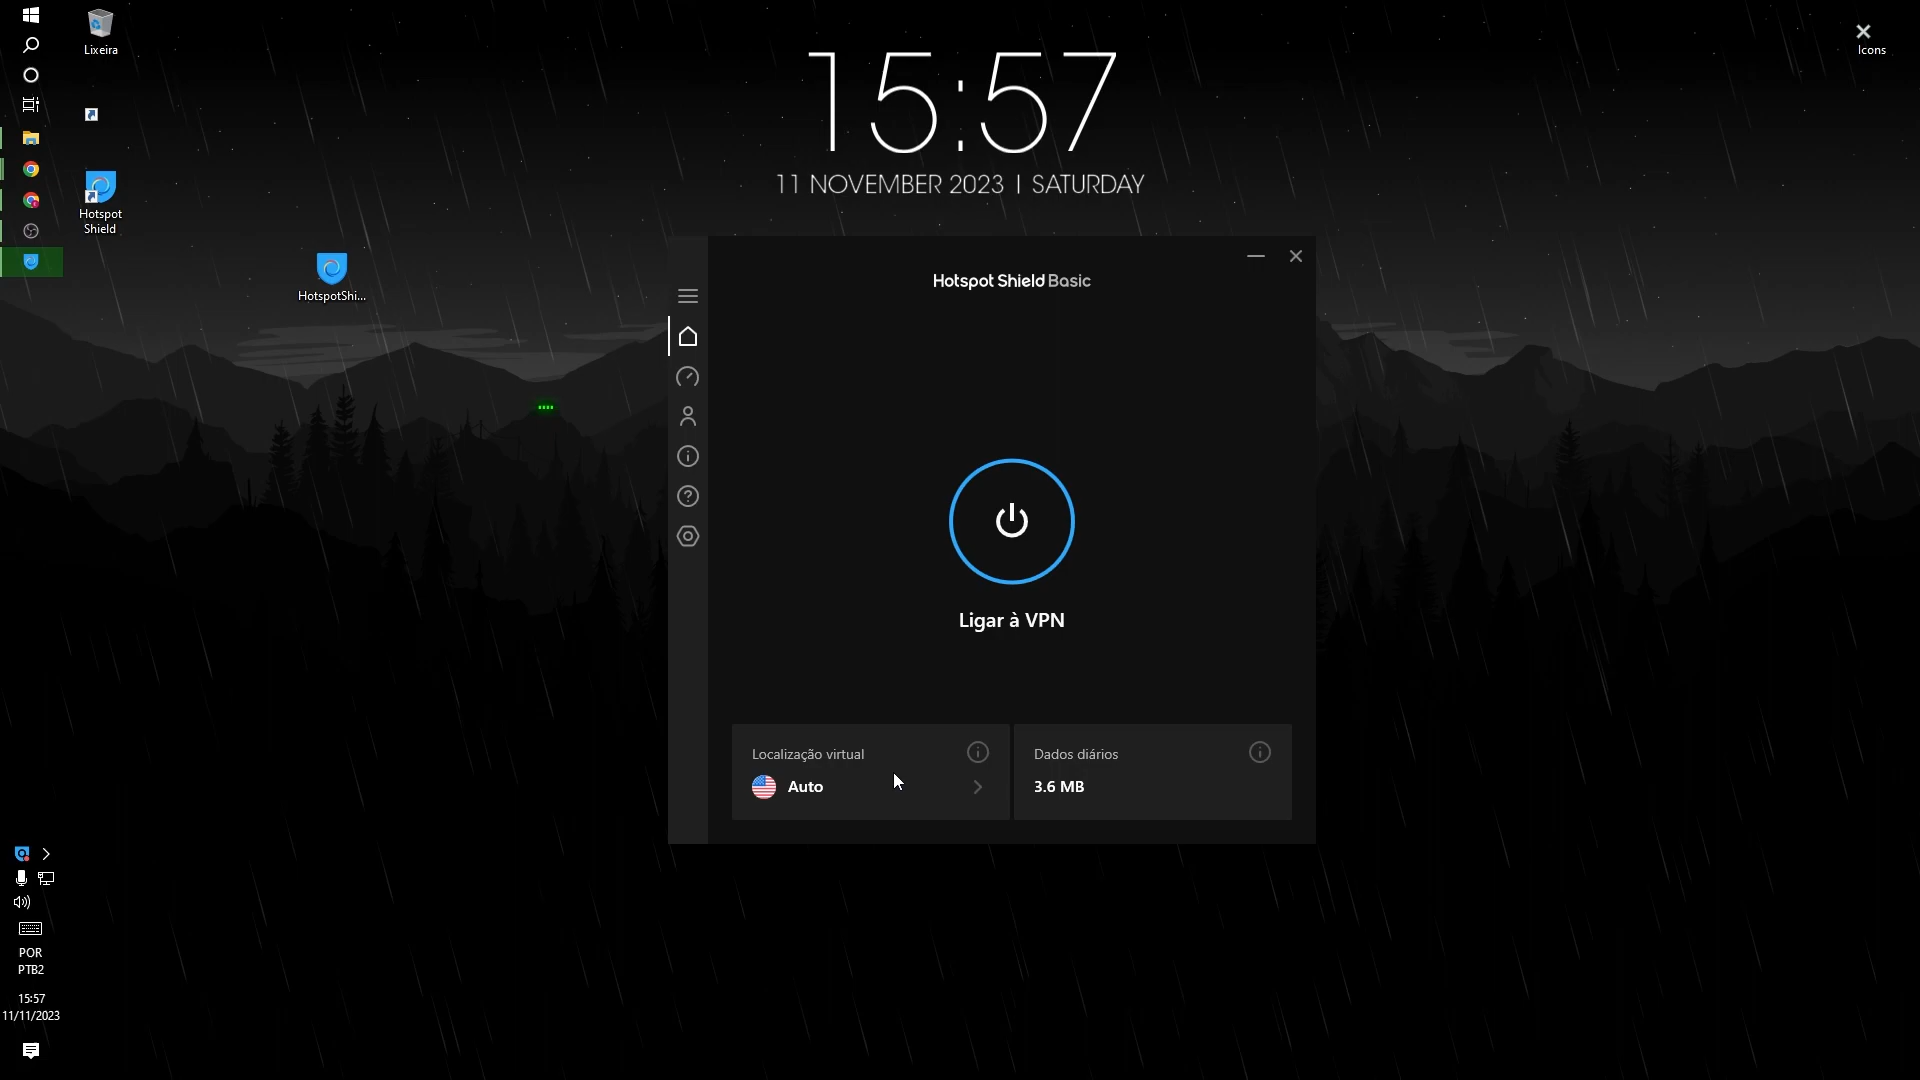 Lixeira
Hotspot
Shield
HotspotShi...
15:57
11 NOVEMBER 2023 | SATURDAY
Icons
Hotspot Shield Basic
Ligar à VPN
Localização virtual
Auto
Dados diários
3.6 MB
POR
PTB2
15:57
11/11/2023